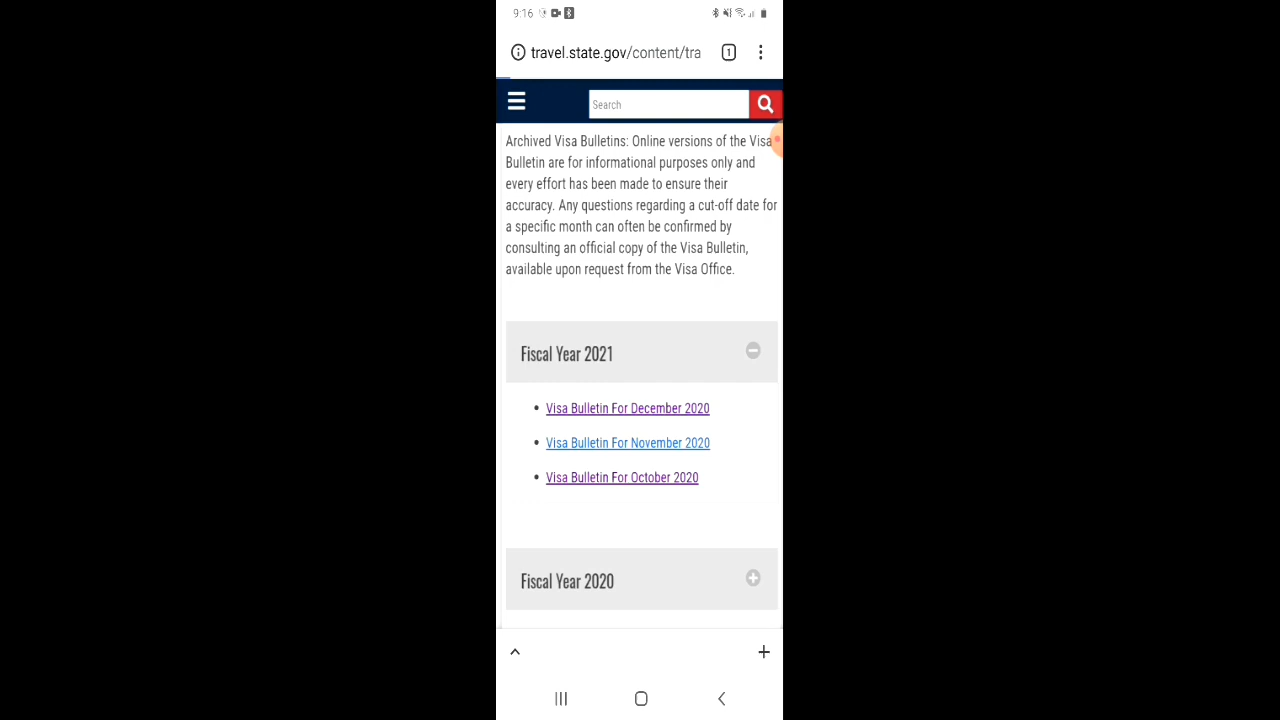 9:16
travel.state.gov/content/tra
1
Search
Archived Visa Bulletins: Online versions of the Visa
Bulletin are for informational purposes only and
every effort has been made to ensure their
accuracy. Any questions regarding a cut-off date for
a specific month can often be confirmed by
consulting an official copy of the Visa Bulletin,
available upon request from the Visa Office.
Fiscal Year 2021
• Visa Bulletin For December 2020
• Visa Bulletin For November 2020
• Visa Bulletin For October 2020
Fiscal Year 2020